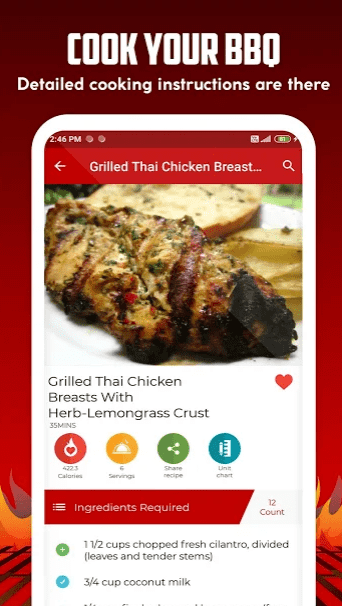 COOK YOUR BBQ
Detailed cooking instructions are there
2:46 PM
Grilled Thai Chicken Breast...
Grilled Thai Chicken
Breasts With
Herb-Lemongrass Crust
35MINS
422.3
Calories
6
Servings
Share
recipe
Unit
chart
Ingredients Required
12
Count
1 1/2 cups chopped fresh cilantro, divided
(leaves and tender stems)
3/4 cup coconut milk